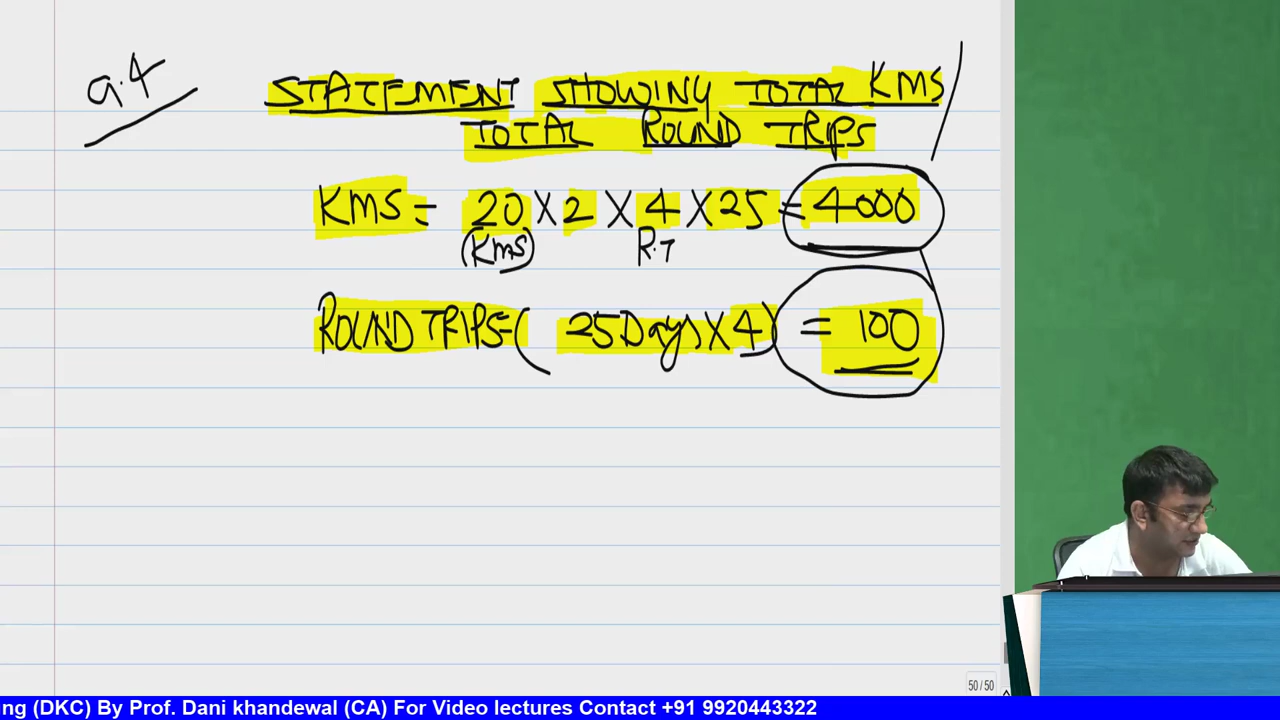 Q.4
STATEMENT SHOWING TOTAL KMS/
TOTAL ROUND TRIPS
KMS = 20 X 2 X 4 X 25 = 4000
(Kms) R.T
ROUND TRIPS = ( 25 Days X 4 ) = 100
50 / 50
ng (DKC) By Prof. Dani khandewal (CA) For Video lectures Contact +91 9920443322